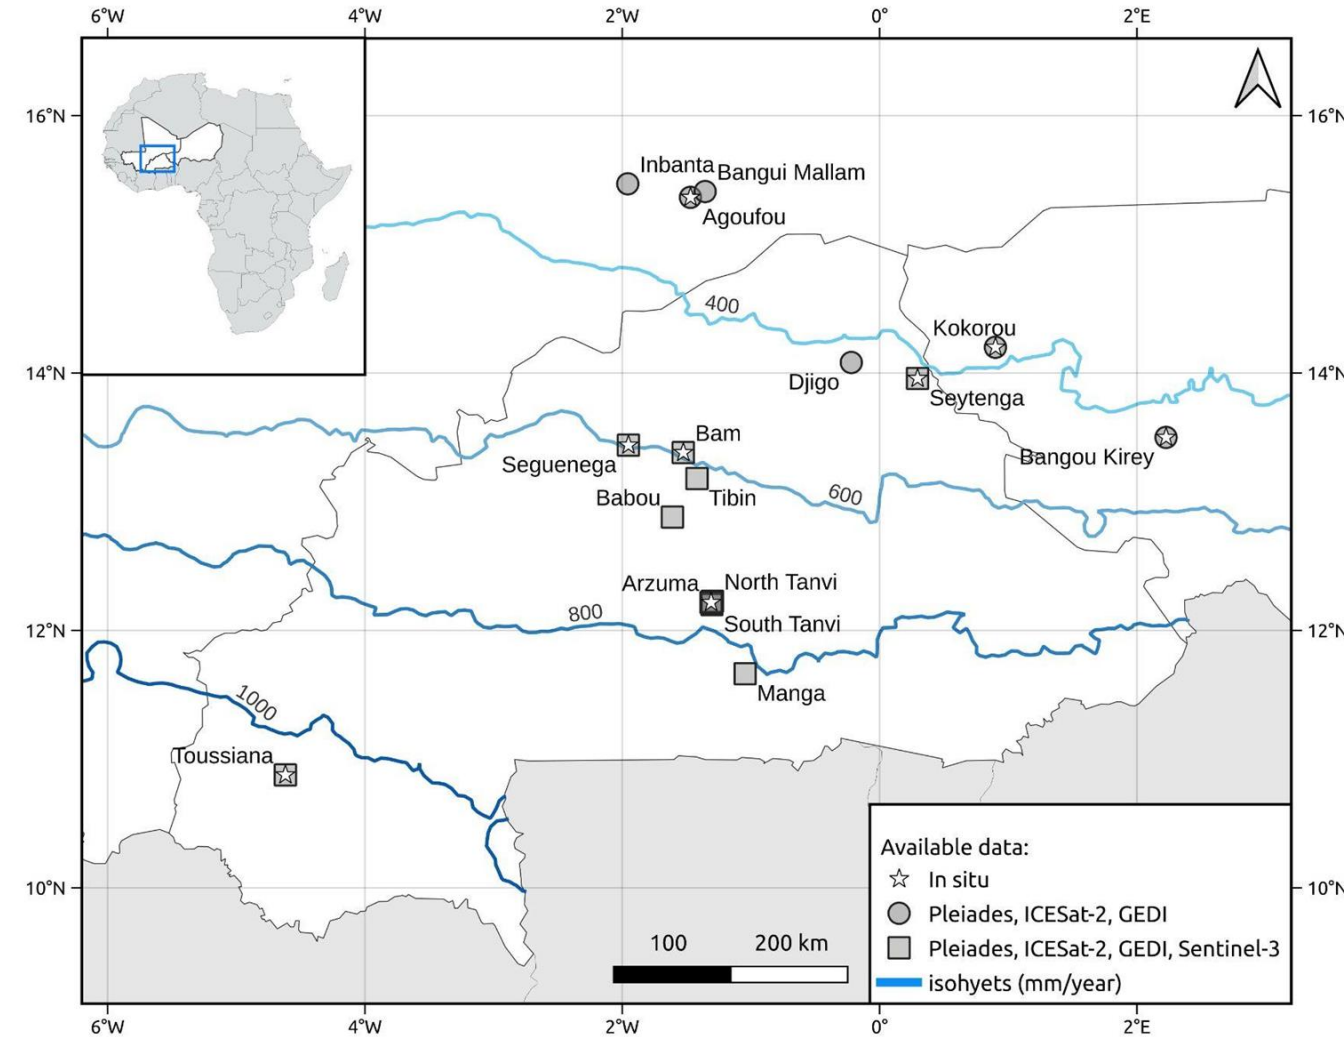 6°W 4°W 2°W 0° 2°E
16°N 16°N
Inbanta
Bangui Mallam
Agoufou
400
Kokorou
14°N 14°N
Djigo
Seytenga
Bam
Bangou Kirey
Seguenega
600
Babou Tibin
Arzuma North Tanvi
800
South Tanvi
12°N 12°N
Manga
1000
Toussiana
Available data:
In situ
10°N 10°N
Pleiades, ICESat-2, GEDI
100 200 km
Pleiades, ICESat-2, GEDI, Sentinel-3
isohyets (mm/year)
6°W 4°W 2°W 0° 2°E